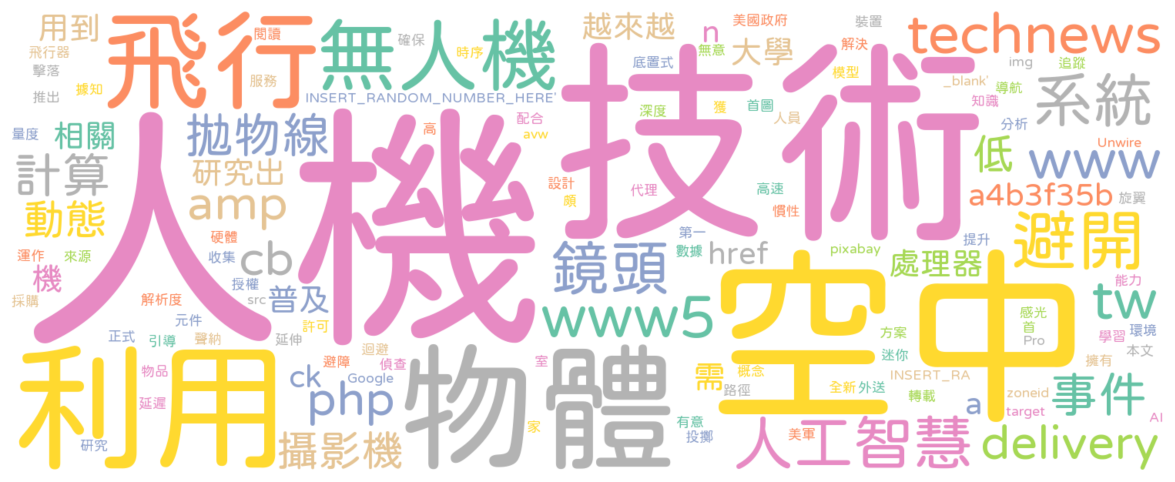 用到
飛行
閱讀
無人機
確保
時序
越來越
n
美國政府
裝置
technews
飛行器
擊落
據知
推出
服務
INSERT_RANDOM_NUMBER_HERE'
底置式
無意
大學
解決
模型
img
追蹤
_blank'
導航
知識
系統
人機
技術
量度
相關
拋物線
高
配合
avw
深度
獲
首圖
人員
分析
低
www
Unwire
計算
研究出
amp
設計
頭
代理
高速
慣性
a4b3f35b
旋翼
動態
硬體
收集
第一
數據
href
pixabay
提升
避開
運作
來源
機
cb
鏡頭
處理器
採購
解析度
授權
src
普及
元件
許可
www5
空中
能力
tw
正式
引導
聲納
延伸
迴避
方案
感光
首
Pro
學習
環境
本文
利用
物品
延遲
避障
偵查
ck
Google
php
物體
室
家
需
概念
路徑
全新
外送
迷你
INSERT_RA
轉載
擁有
zoneid
a
target
事件
AI
研究
攝影機
有意
投擲
美軍
人工智慧
delivery